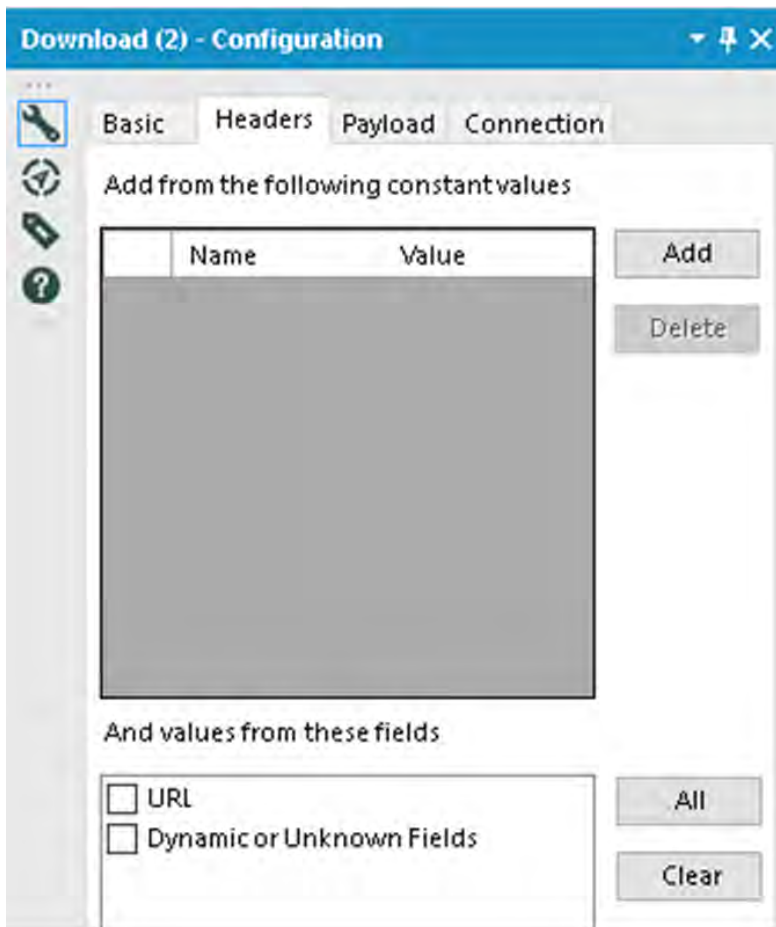 Download (2) - Configuration
Basic Headers Payload Connection
Add from the following constant values
Name Value Add
Delete
And values from these fields
URL All
Dynamic or Unknown Fields
Clear